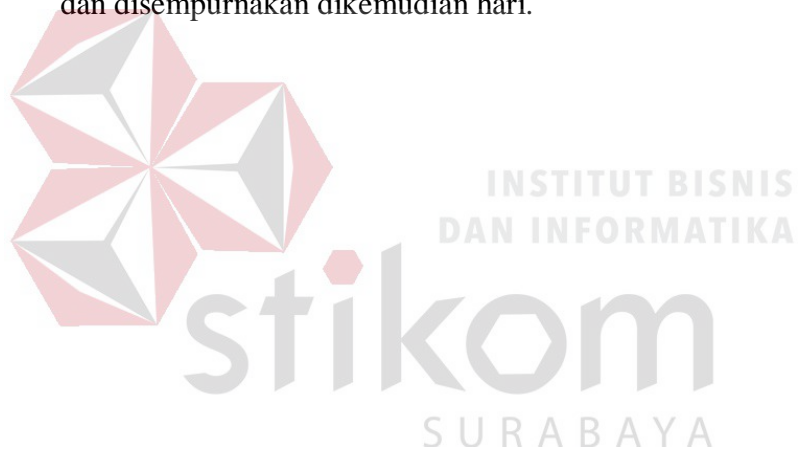 dan disempurnakan dikemudian hari.
INSTITUT BISNIS
DAN INFORMATIKA
stikom
SURABAYA